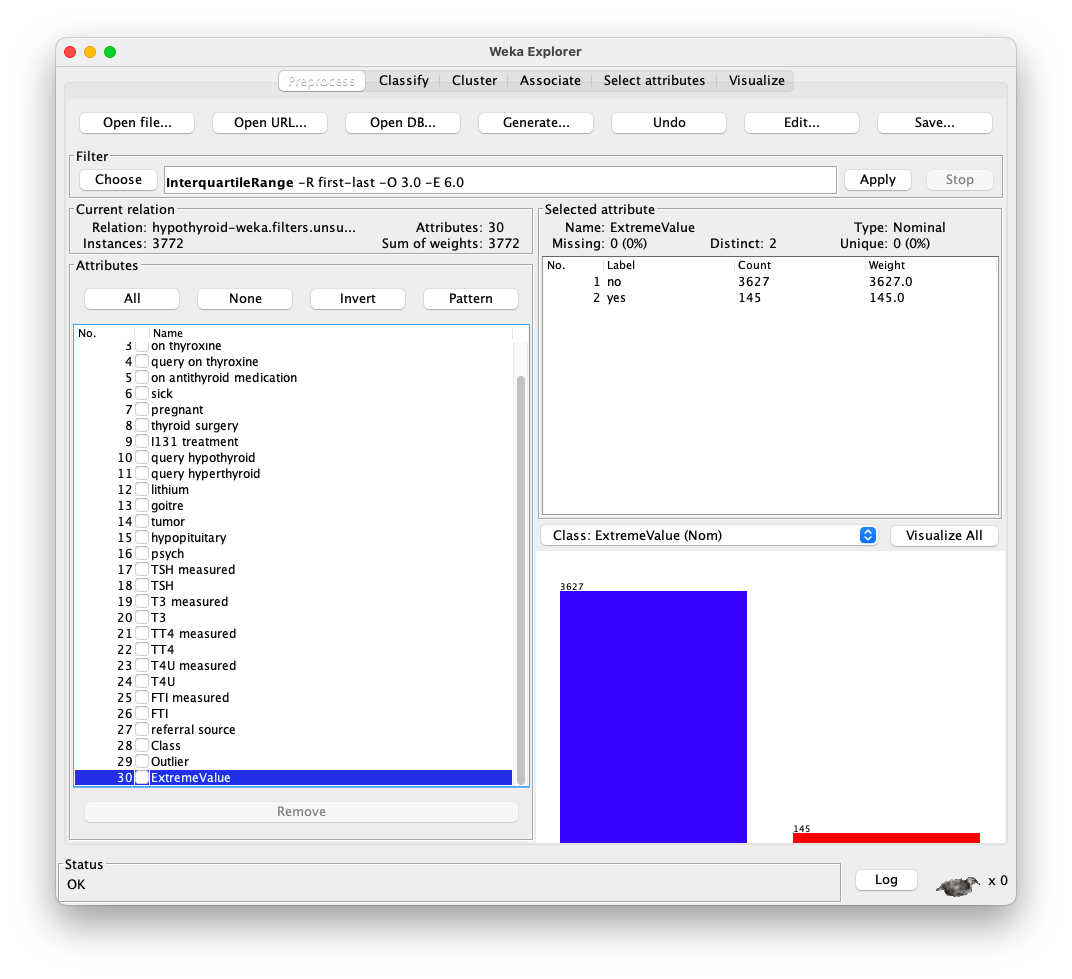 Weka Explorer
Preprocess Classify Cluster Associate Select attributes Visualize
Open file... Open URL... Open DB... Generate... Undo Edit... Save...
Filter
Choose InterquartileRange -R first-last -O 3.0 -E 6.0 Apply Stop
Current relation
Relation: hypothyroid-weka.filters.unsu... Attributes: 30
Instances: 3772 Sum of weights: 3772
Attributes
All None Invert Pattern
No. Name
3 on thyroxine
4 query on thyroxine
5 on antithyroid medication
6 sick
7 pregnant
8 thyroid surgery
9 I131 treatment
10 query hypothyroid
11 query hyperthyroid
12 lithium
13 goitre
14 tumor
15 hypopituitary
16 psych
17 TSH measured
18 TSH
19 T3 measured
20 T3
21 TT4 measured
22 TT4
23 T4U measured
24 T4U
25 FTI measured
26 FTI
27 referral source
28 Class
29 Outlier
30 ExtremeValue
Remove
Selected attribute
Name: ExtremeValue Type: Nominal
Missing: 0 (0%) Distinct: 2 Unique: 0 (0%)
No. Label Count Weight
1 no 3627 3627.0
2 yes 145 145.0
Class: ExtremeValue (Nom) Visualize All
3627
145
Status
OK
Log x 0